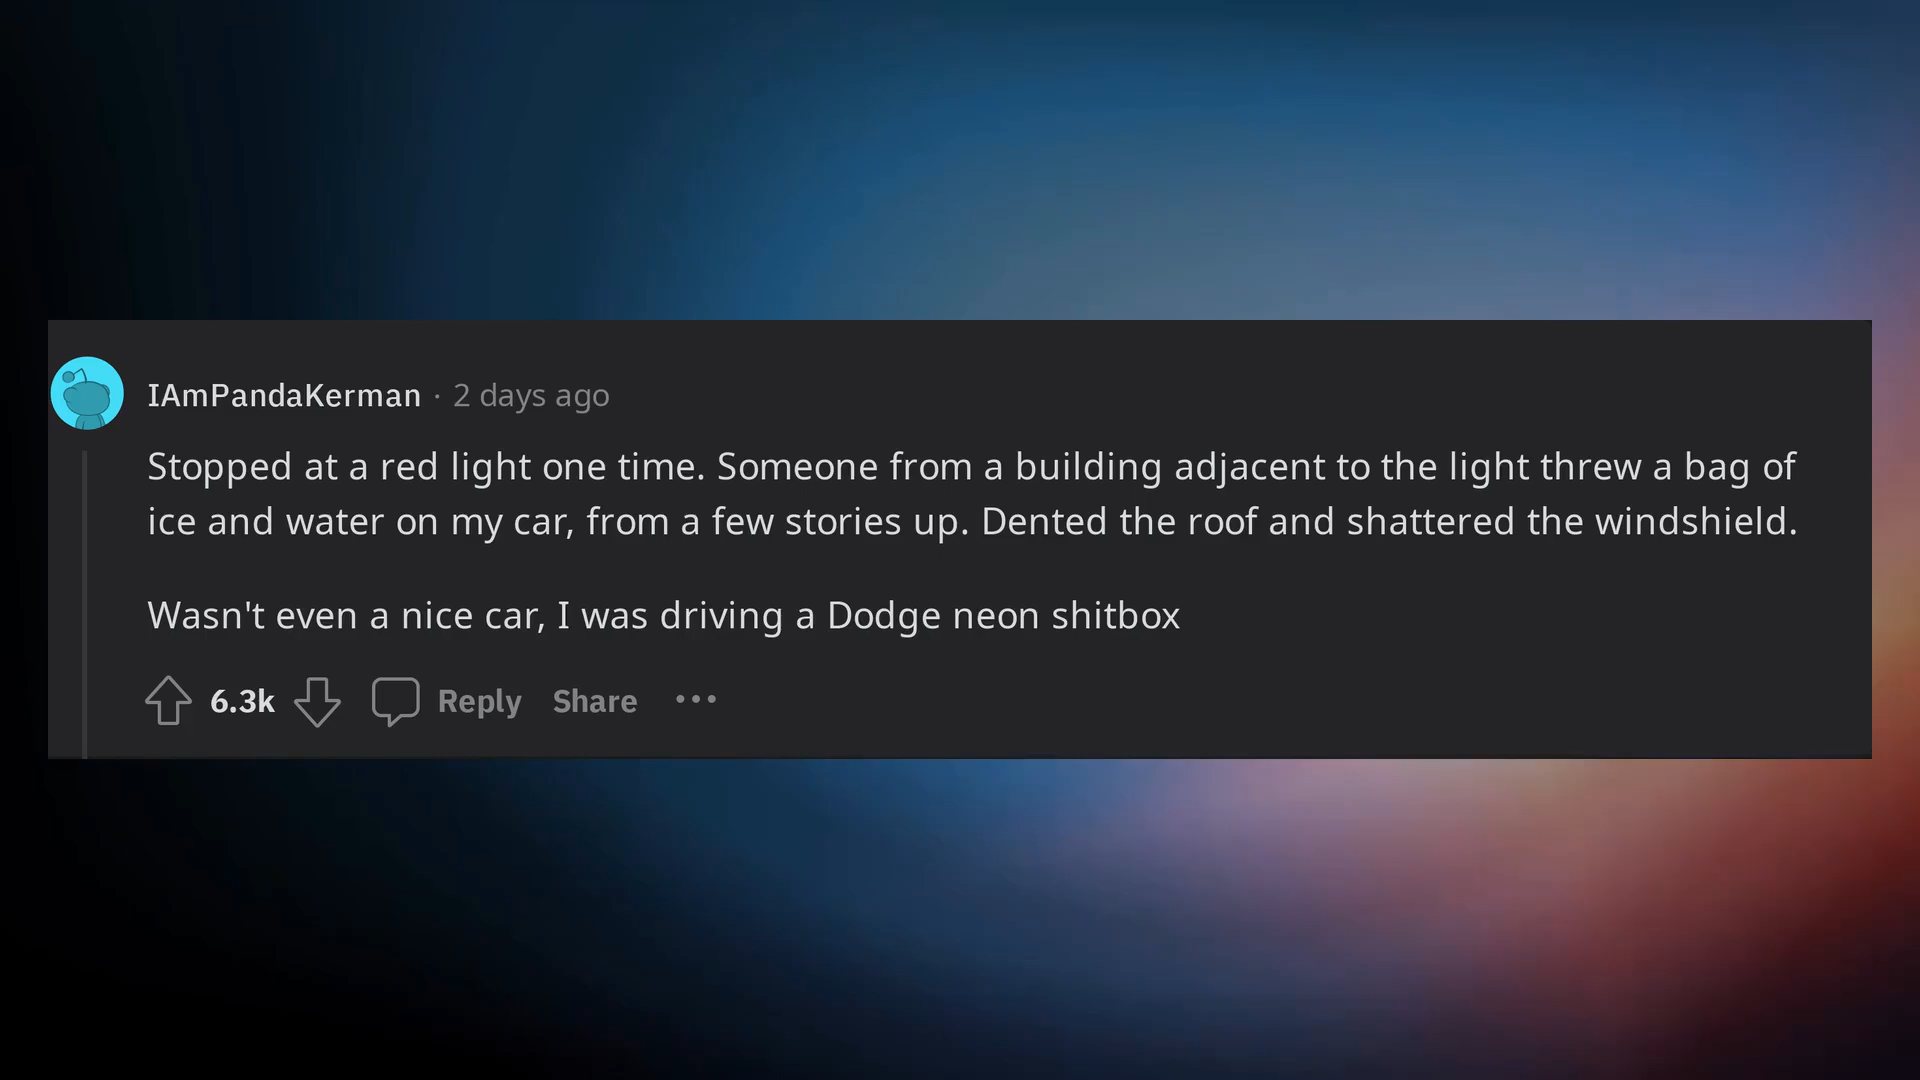 IAmPandaKerman · 2 days ago
Stopped at a red light one time. Someone from a building adjacent to the light threw a bag of
ice and water on my car, from a few stories up. Dented the roof and shattered the windshield.
Wasn't even a nice car, I was driving a Dodge neon shitbox
6.3k Reply Share •••